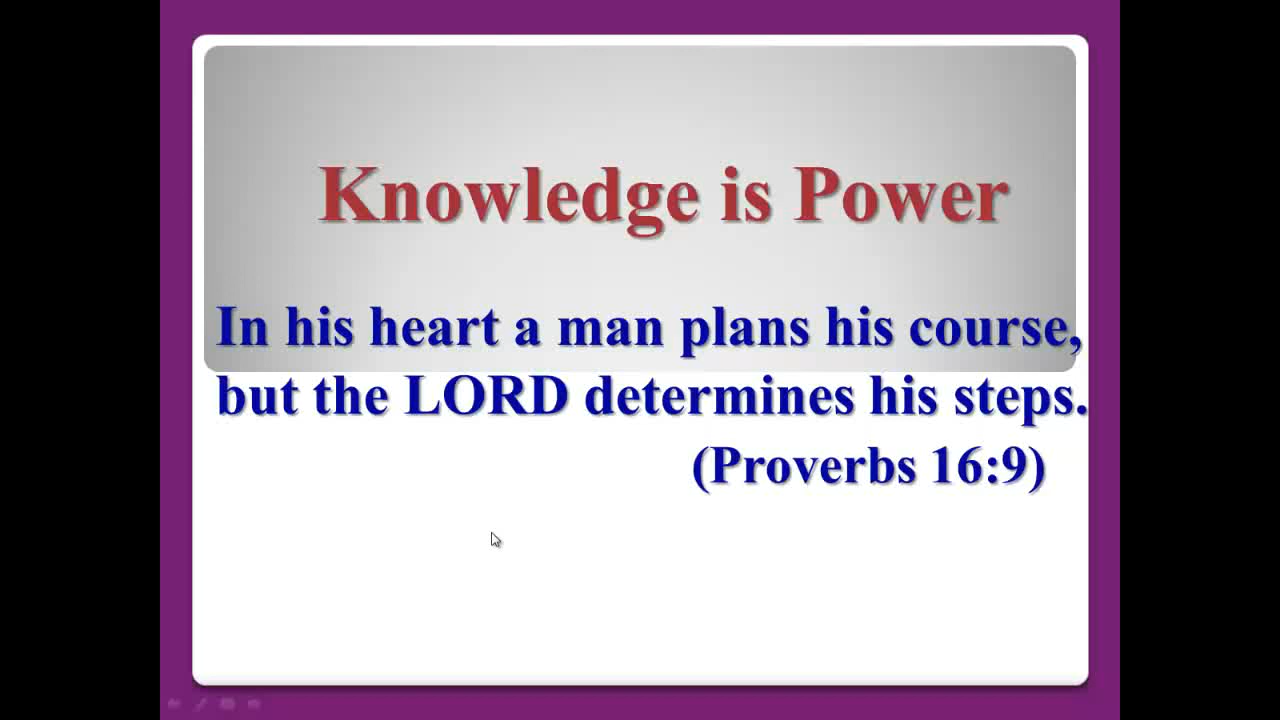 Knowledge is Power
In his heart a man plans his course,
but the LORD determines his steps.
(Proverbs 16:9)